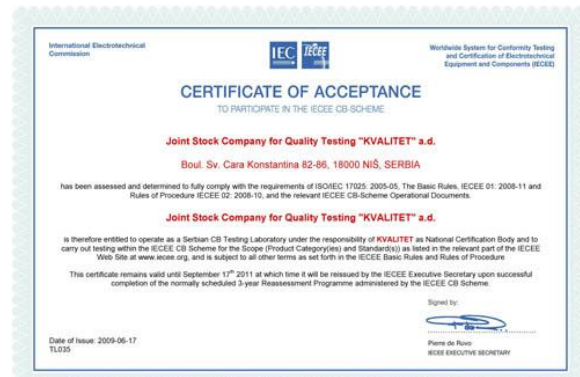 International Electrotechnical
Commission
IEC IECEE
Worldwide System for Conformity Testing
and Certification of Electrotechnical
Equipment and Components (IECEE)
CERTIFICATE OF ACCEPTANCE
TO PARTICIPATE IN THE IECEE CB-SCHEME
Joint Stock Company for Quality Testing "KVALITET" a.d.
Boul. Sv. Cara Konstantina 82-86, 18000 NIŠ, SERBIA
has been assessed and determined to fully comply with the requirements of ISO/IEC 17025: 2005-05, The Basic Rules, IECEE 01: 2008-11 and
Rules of Procedure IECEE 02: 2008-10, and the relevant IECEE CB-Scheme Operational Documents.
Joint Stock Company for Quality Testing "KVALITET" a.d.
is therefore entitled to operate as a Serbian CB Testing Laboratory under the responsibility of KVALITET as National Certification Body and to
carry out testing within the IECEE CB Scheme for the Scope (Product Category(ies) and Standard(s)) as listed in the relevant part of the IECEE
Web Site at www.iecee.org, and is subject to all other terms as set forth in the IECEE Basic Rules and Rules of Procedure
This certificate remains valid until September 17th 2011 at which time it will be reissued by the IECEE Executive Secretary upon successful
completion of the normally scheduled 3-year Reassessment Programme administered by the IECEE CB Scheme.
Signed by:
Date of Issue: 2009-06-17
TL035
Pierre de Ruvo
IECEE EXECUTIVE SECRETARY